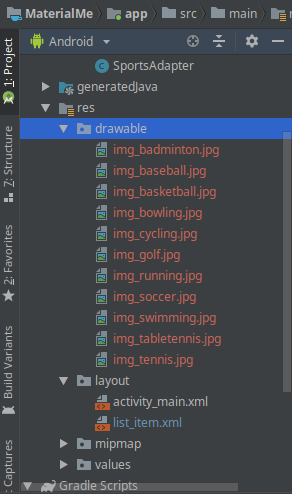 MaterialMe app src main
1: Project
Android
SportsAdapter
generatedJava
res
drawable
img_badminton.jpg
img_baseball.jpg
img_basketball.jpg
img_bowling.jpg
img_cycling.jpg
img_golf.jpg
img_running.jpg
img_soccer.jpg
img_swimming.jpg
img_tabletennis.jpg
img_tennis.jpg
layout
activity_main.xml
list_item.xml
mipmap
values
Gradle Scripts
Z: Structure
2: Favorites
Build Variants
Captures